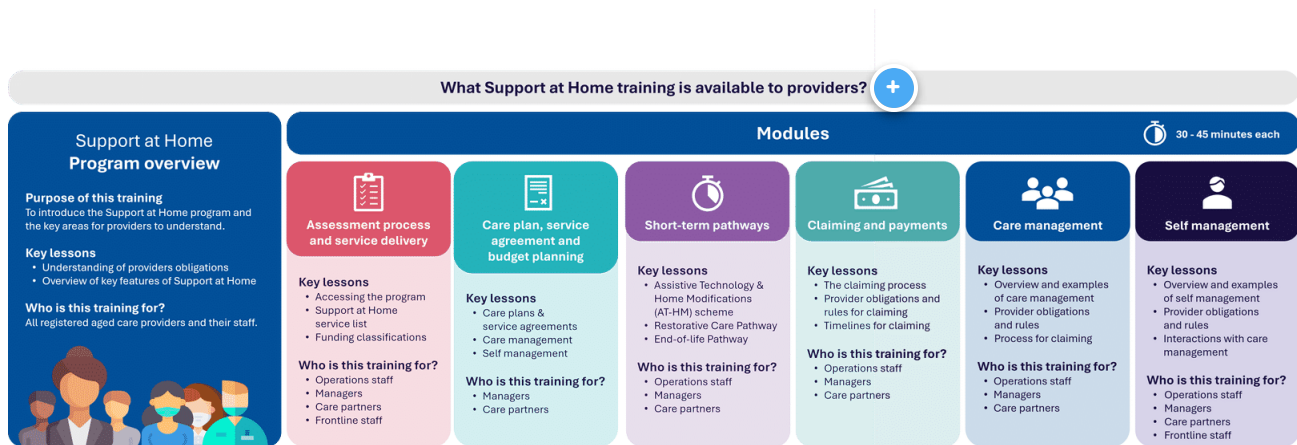 What Support at Home training is available to providers?
Support at Home
Program overview
Purpose of this training
To introduce the Support at Home program and
the key areas for providers to understand.
Key lessons
• Understanding of providers obligations
• Overview of key features of Support at Home
Who is this training for?
All registered aged care providers and their staff.
Modules
30 - 45 minutes each
Assessment process
and service delivery
Key lessons
• Accessing the program
• Support at Home
service list
• Funding classifications
Who is this training for?
• Operations staff
• Managers
• Care partners
• Frontline staff
Care plan, service
agreement and
budget planning
Key lessons
• Care plans &
service agreements
• Care management
• Self management
Who is this training for?
• Managers
• Care partners
Short-term pathways
Key lessons
• Assistive Technology &
Home Modifications
(AT-HM) scheme
• Restorative Care Pathway
• End-of-life Pathway
Who is this training for?
• Operations staff
• Managers
• Care partners
Claiming and payments
Key lessons
• The claiming process
• Provider obligations and
rules for claiming
• Timelines for claiming
Who is this training for?
• Operations staff
• Managers
• Care partners
Care management
Key lessons
• Overview and examples
of care management
• Provider obligations
and rules
• Process for claiming
Who is this training for?
• Operations staff
• Managers
• Care partners
Self management
Key lessons
• Overview and examples
of self management
• Provider obligations
and rules
• Interactions with care
management
Who is this training for?
• Operations staff
• Managers
• Care partners
• Frontline staff